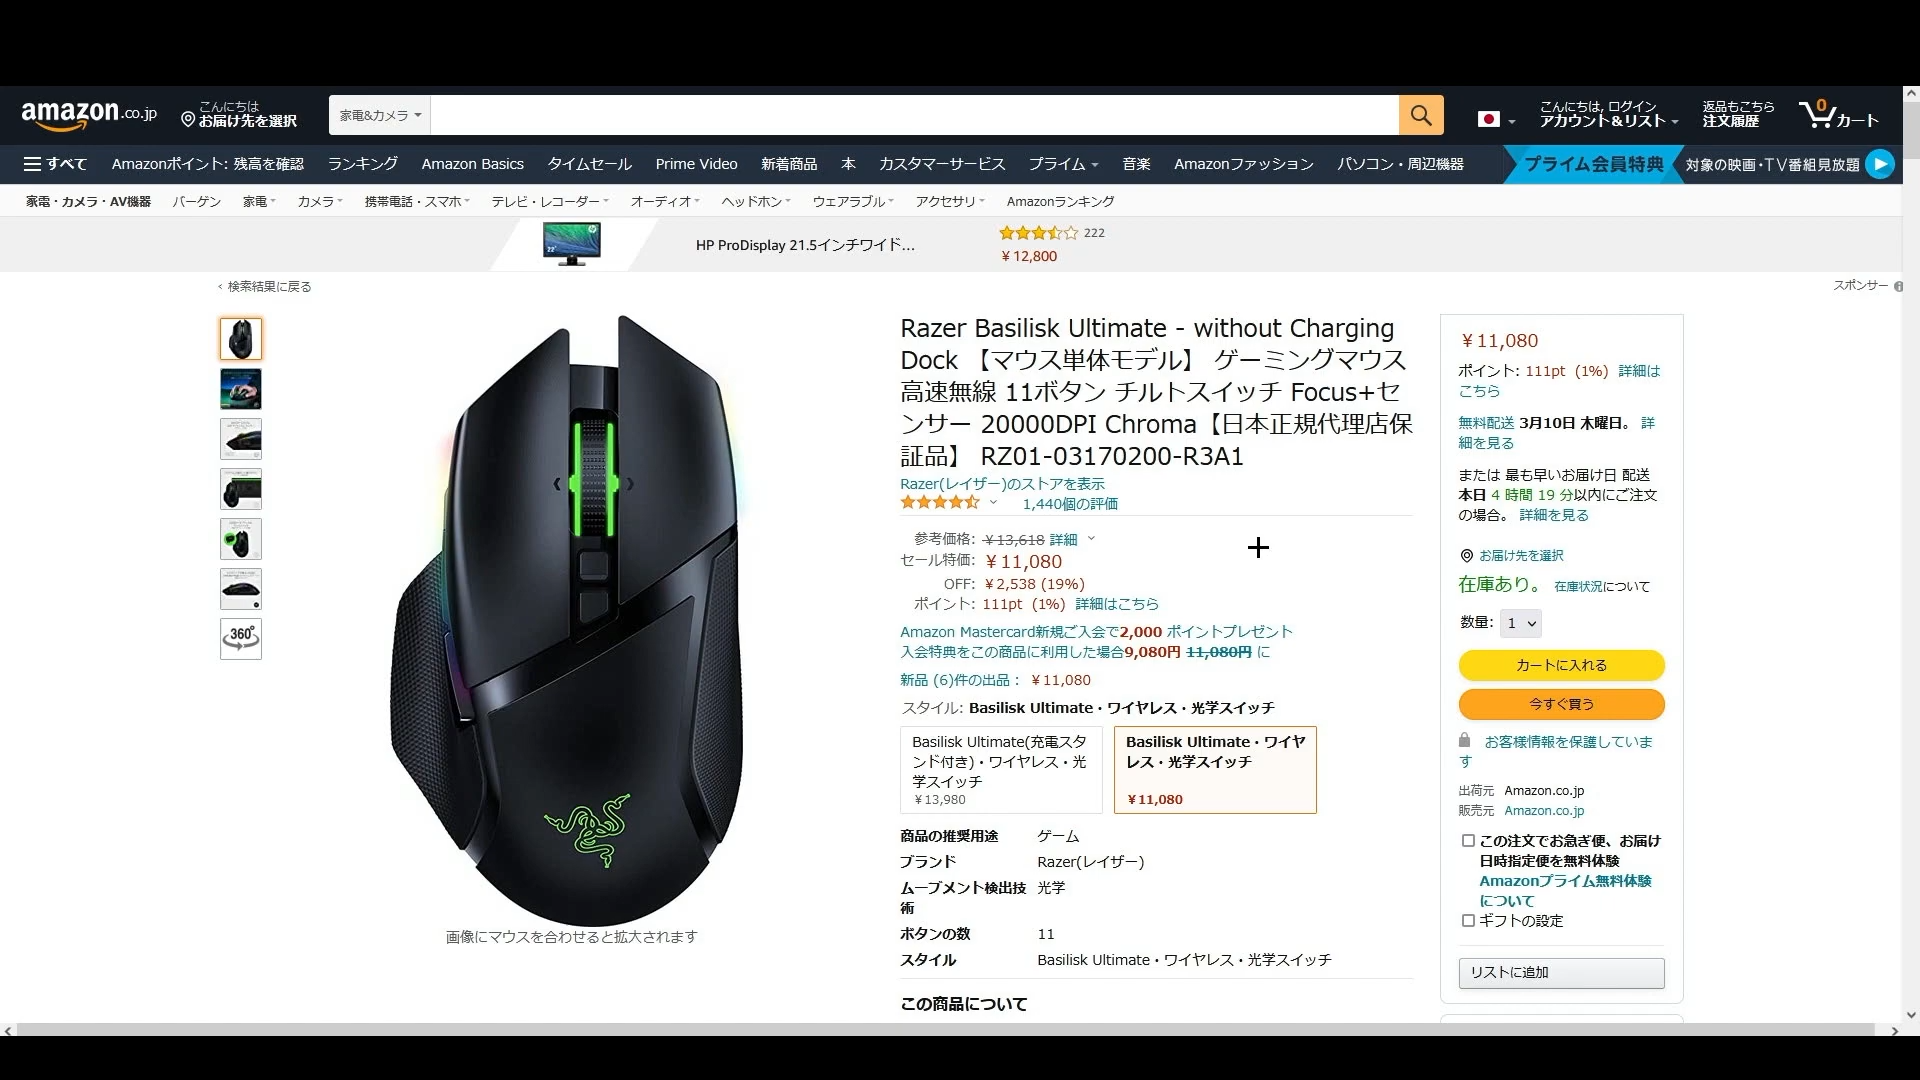 amazon.co.jp
こんにちは
お届け先を選択
家電&カメラ
こんにちは, ログイン
アカウント&リスト
返品もこちら
注文履歴
0
カート
すべて
Amazonポイント: 残高を確認
ランキング
Amazon Basics
タイムセール
Prime Video
新着商品
本
カスタマーサービス
プライム
音楽
Amazonファッション
パソコン・周辺機器
プライム会員特典
対象の映画・TV番組見放題
家電・カメラ・AV機器
バーゲン
家電
カメラ
携帯電話・スマホ
テレビ・レコーダー
オーディオ
ヘッドホン
ウェアラブル
アクセサリ
Amazonランキング
HP ProDisplay 21.5インチワイド...
222
￥12,800
‹ 検索結果に戻る
スポンサー
360°
画像にマウスを合わせると拡大されます
Razer Basilisk Ultimate - without Charging
Dock 【マウス単体モデル】 ゲーミングマウス
高速無線 11ボタン チルトスイッチ Focus+セ
ンサー 20000DPI Chroma【日本正規代理店保
証品】 RZ01-03170200-R3A1
Razer(レイザー)のストアを表示
1,440個の評価
参考価格: ￥13,618 詳細
セール特価: ￥11,080
OFF: ￥2,538 (19%)
ポイント: 111pt (1%) 詳細はこちら
Amazon Mastercard新規ご入会で2,000 ポイントプレゼント
入会特典をこの商品に利用した場合9,080円 11,080円 に
新品 (6)件の出品： ￥11,080
スタイル: Basilisk Ultimate・ワイヤレス・光学スイッチ
Basilisk Ultimate(充電スタ
ンド付き)・ワイヤレス・光
学スイッチ
￥13,980
Basilisk Ultimate・ワイヤ
レス・光学スイッチ
￥11,080
商品の推奨用途 ゲーム
ブランド Razer(レイザー)
ムーブメント検出技 光学
術
ボタンの数 11
スタイル Basilisk Ultimate・ワイヤレス・光学スイッチ
この商品について
￥11,080
ポイント: 111pt (1%) 詳細は
こちら
無料配送 3月10日 木曜日。 詳
細を見る
または 最も早いお届け日 配送
本日 4 時間 19 分以内にご注文
の場合。 詳細を見る
お届け先を選択
在庫あり。 在庫状況について
数量: 1
カートに入れる
今すぐ買う
お客様情報を保護していま
す
出荷元 Amazon.co.jp
販売元 Amazon.co.jp
この注文でお急ぎ便、お届け
日時指定便を無料体験
Amazonプライム無料体験
について
ギフトの設定
リストに追加